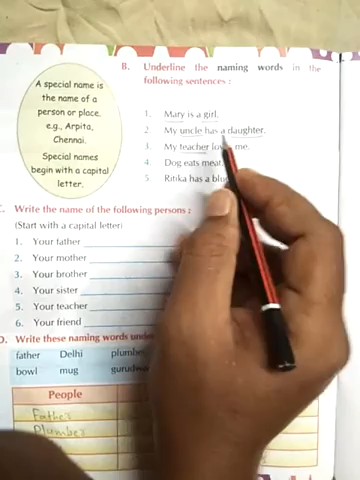 B. Underline the naming words in the
following sentences :
A special name is
the name of a
person or place.
e.g., Arpita,
Chennai.
Special names
begin with a capital
letter.
1. Mary is a girl.
2. My uncle has a daughter.
3. My teacher me.
4. Dog eats meat.
5. Ritika has a
C. Write the name of the following persons :
(Start with a capital letter)
1. Your father
2. Your mother
3. Your brother
4. Your sister
5. Your teacher
6. Your friend
D. Write these naming words
father Delhi
bowl mug
People
Father
Plumber